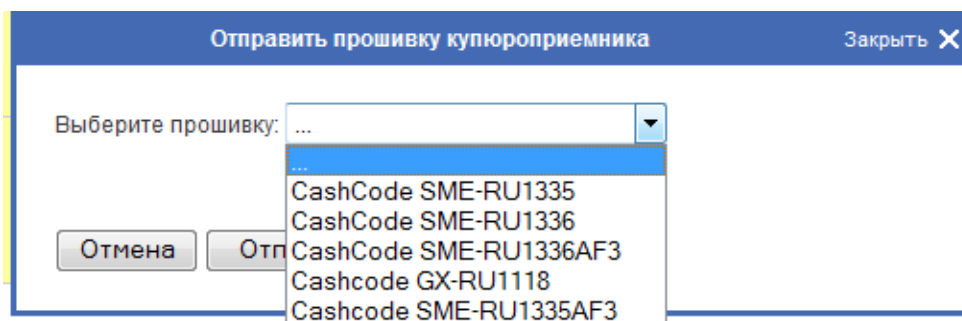 Отправить прошивку купюроприемника
Закрыть
Выберите прошивку: ...
...
CashCode SME-RU1335
CashCode SME-RU1336
CashCode SME-RU1336AF3
Cashcode GX-RU1118
Cashcode SME-RU1335AF3
Отмена
Отп